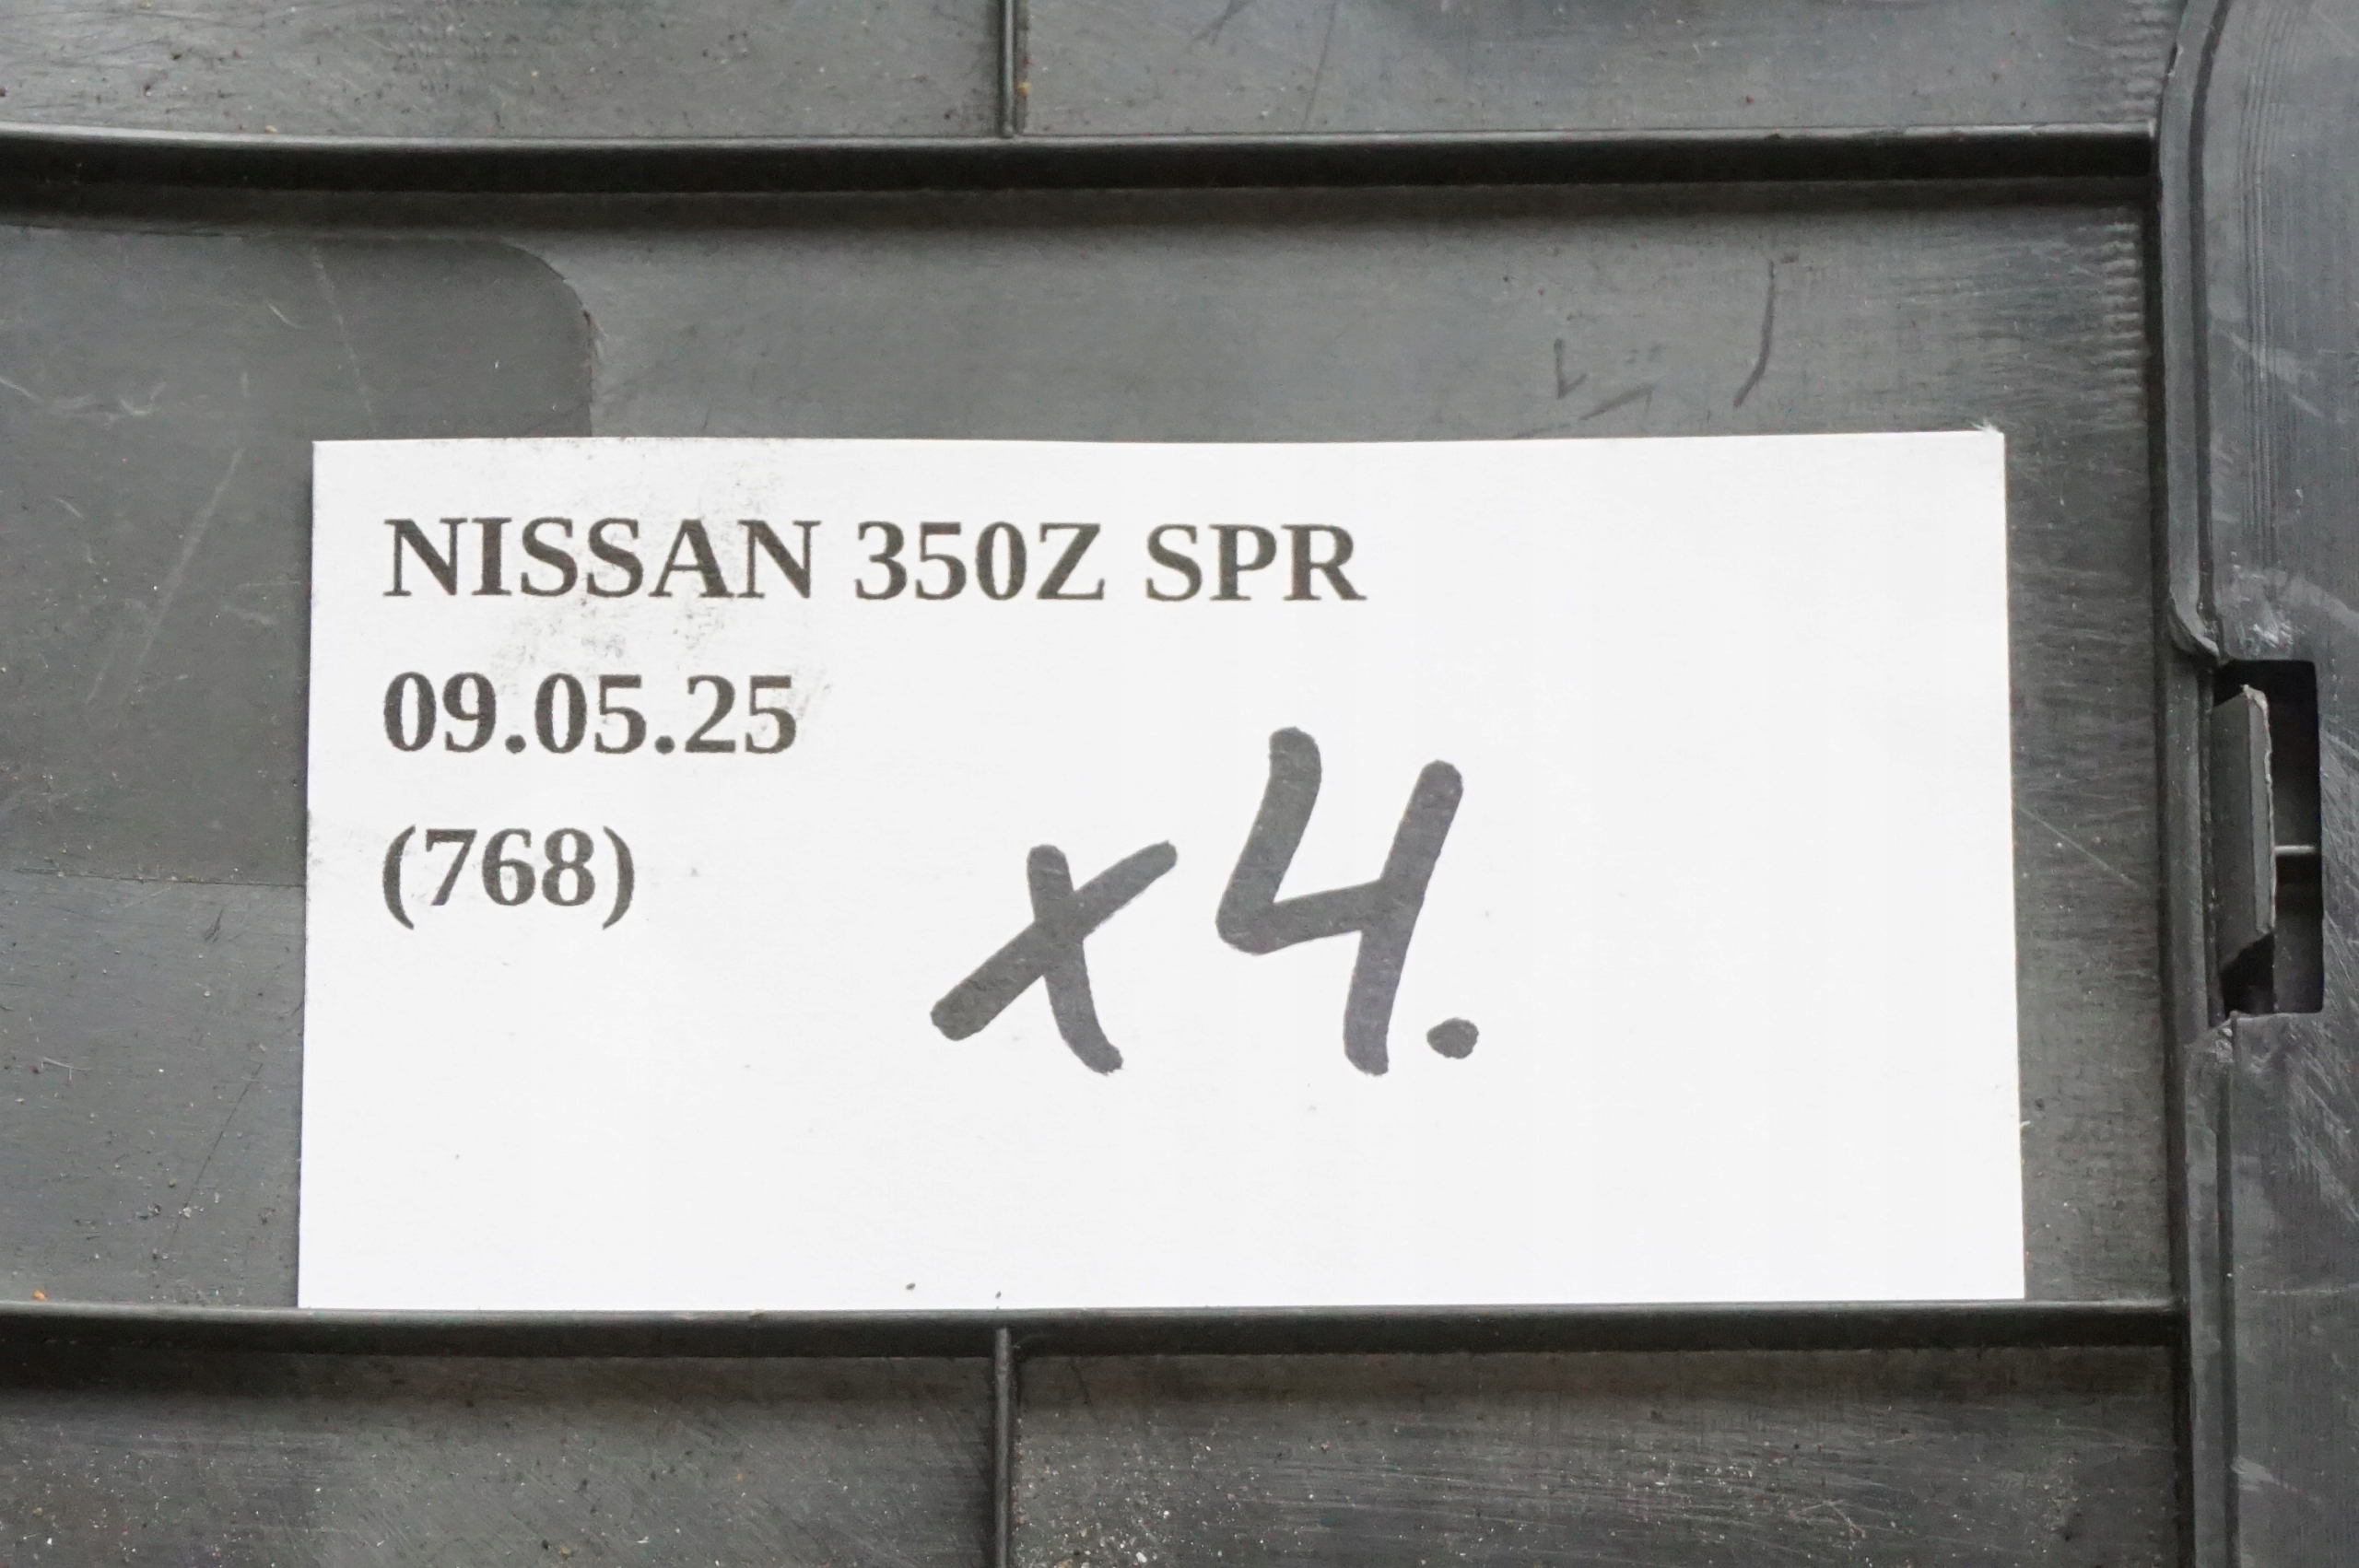 NISSAN 350Z SPR
09.05.25
(768)
x4.